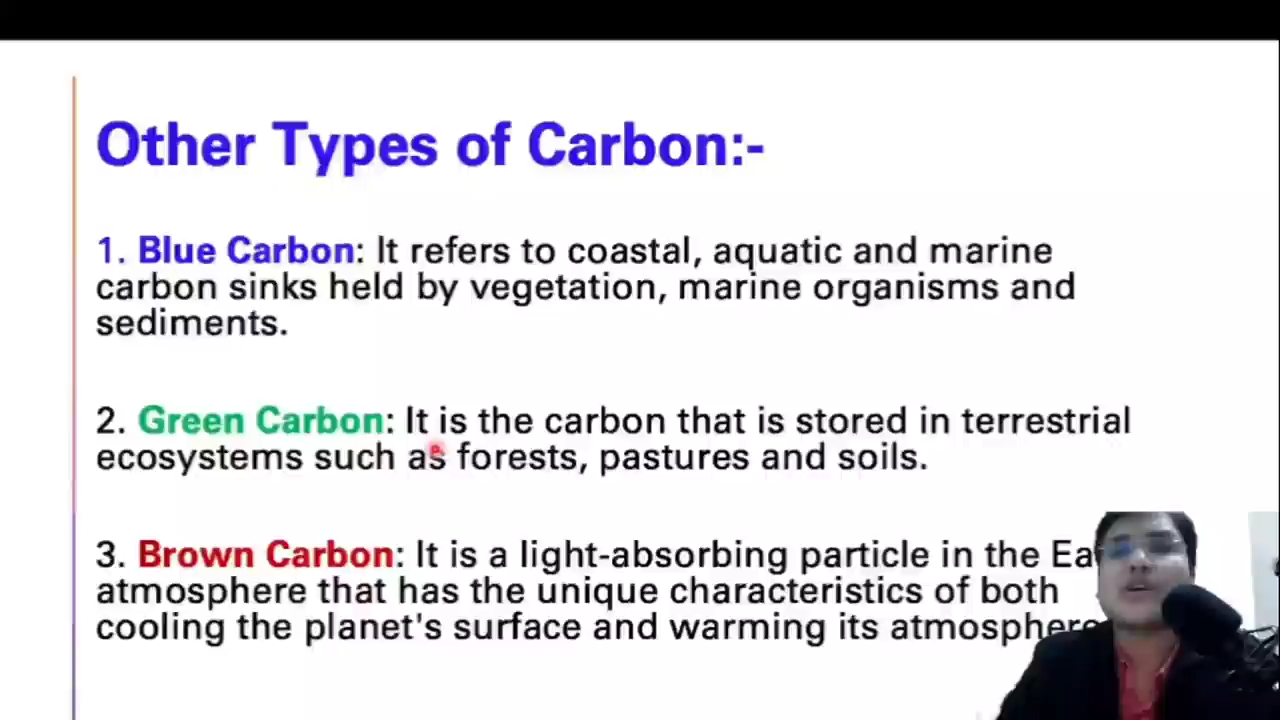 Other Types of Carbon:-
1. Blue Carbon: It refers to coastal, aquatic and marine
carbon sinks held by vegetation, marine organisms and
sediments.
2. Green Carbon: It is the carbon that is stored in terrestrial
ecosystems such as forests, pastures and soils.
3. Brown Carbon: It is a light-absorbing particle in the
atmosphere that has the unique characteristics of both
cooling the planet's surface and warming its atmosphere